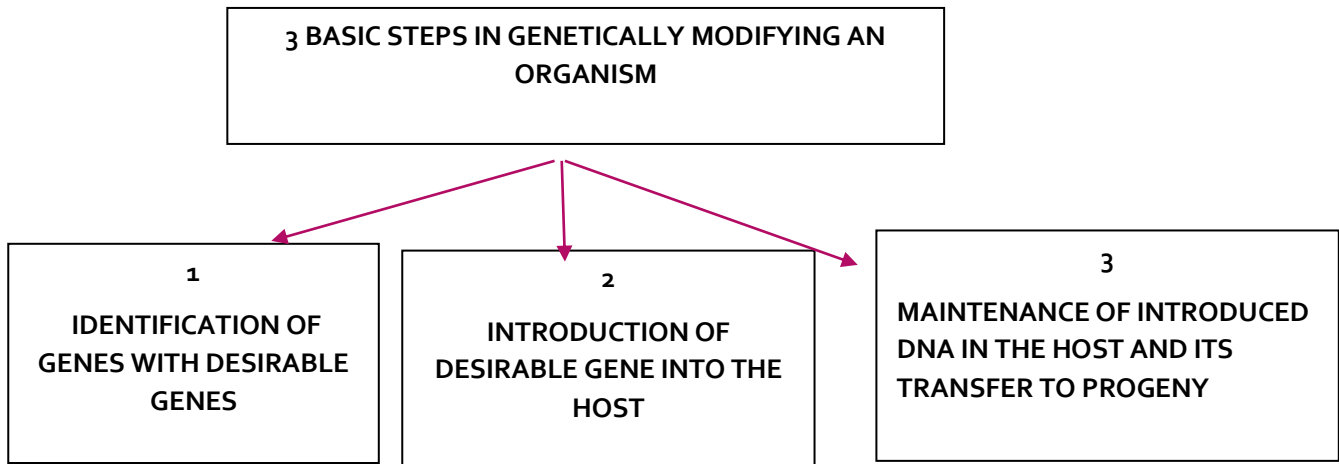 3 BASIC STEPS IN GENETICALLY MODIFYING AN
ORGANISM
1
IDENTIFICATION OF
GENES WITH DESIRABLE
GENES
2
INTRODUCTION OF
DESIRABLE GENE INTO THE
HOST
3
MAINTENANCE OF INTRODUCED
DNA IN THE HOST AND ITS
TRANSFER TO PROGENY